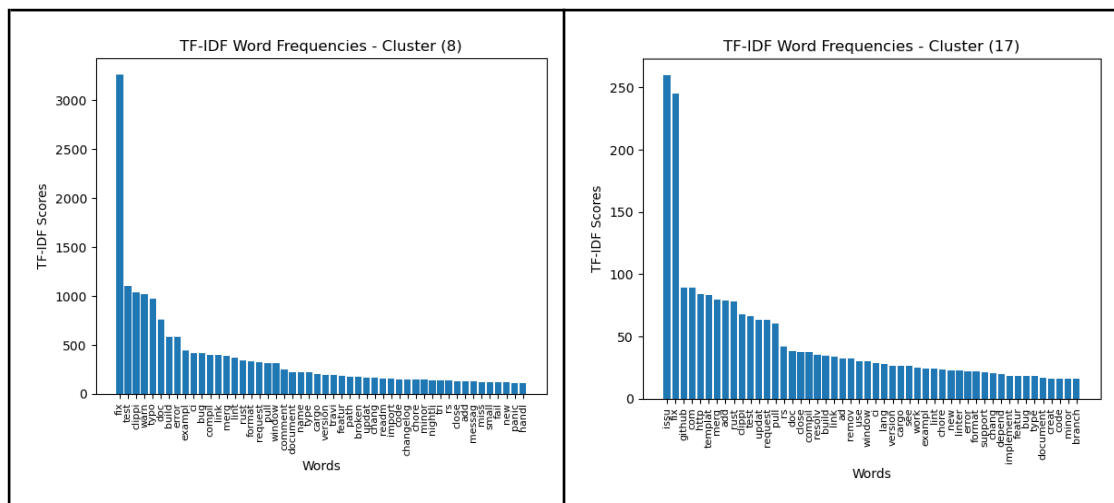 TF-IDF Word Frequencies - Cluster (8)
TF-IDF Scores
3000
2500
2000
1500
1000
500
0
fix
test
clippi
warn
typo
doc
build
error
exampl
ci
bug
compil
link
merg
lint
rust
format
request
pull
window
comment
document
name
type
cargo
version
travi
featur
path
broken
updat
chang
readm
import
code
changelog
chore
minor
nightli
tri
rs
close
add
messag
miss
small
fail
new
panic
handl
Words
TF-IDF Word Frequencies - Cluster (17)
TF-IDF Scores
250
200
150
100
50
0
issu
fix
github
com
http
templat
merg
add
rust
clippi
test
updat
request
pull
rs
doc
close
compil
resolv
build
link
ad
remov
use
window
ci
lang
version
cargo
see
work
exampl
lint
chore
new
linter
error
format
support
chang
depend
implement
featur
bug
type
document
creat
code
minor
branch
Words